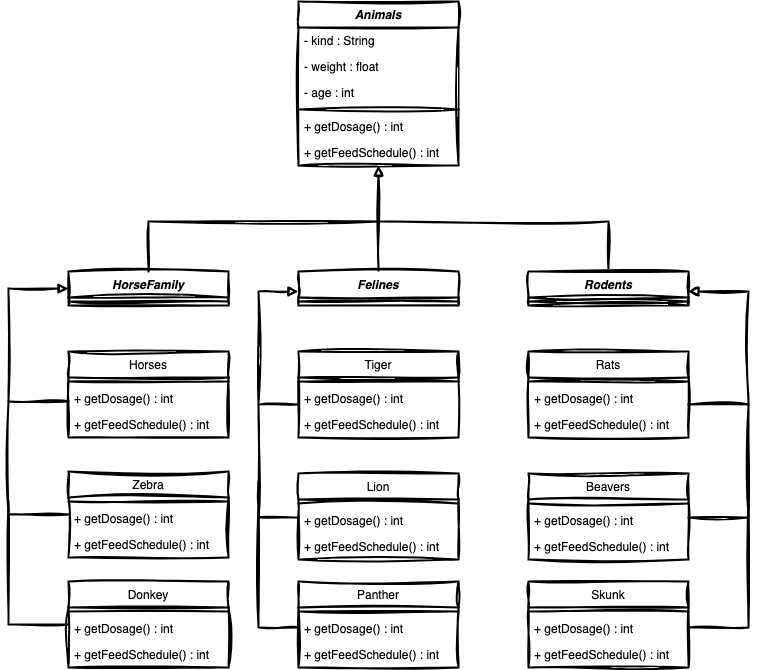 Animals
- kind : String
- weight : float
- age : int
+ getDosage() : int
+ getFeedSchedule() : int
HorseFamily
Felines
Rodents
Horses
+ getDosage() : int
+ getFeedSchedule() : int
Tiger
+ getDosage() : int
+ getFeedSchedule() : int
Rats
+ getDosage() : int
+ getFeedSchedule() : int
Zebra
+ getDosage() : int
+ getFeedSchedule() : int
Lion
+ getDosage() : int
+ getFeedSchedule() : int
Beavers
+ getDosage() : int
+ getFeedSchedule() : int
Donkey
+ getDosage() : int
+ getFeedSchedule() : int
Panther
+ getDosage() : int
+ getFeedSchedule() : int
Skunk
+ getDosage() : int
+ getFeedSchedule() : int